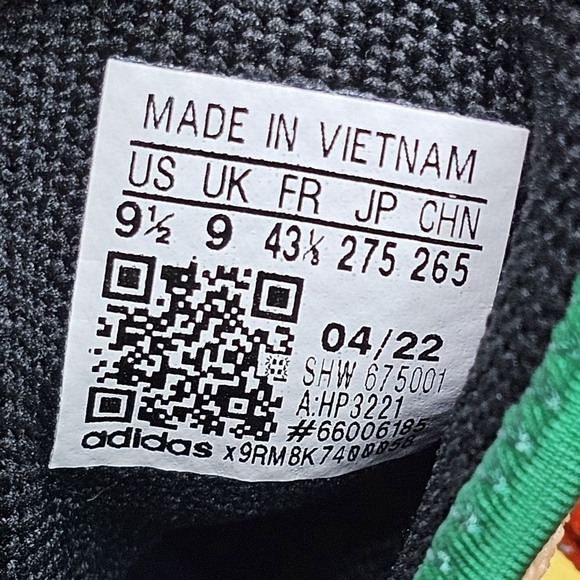 MADE IN VIETNAM
US UK FR JP CHN
9½ 9 43⅓ 275 265
04/22
SHW 675001
A:HP3221
#66006185
adidas